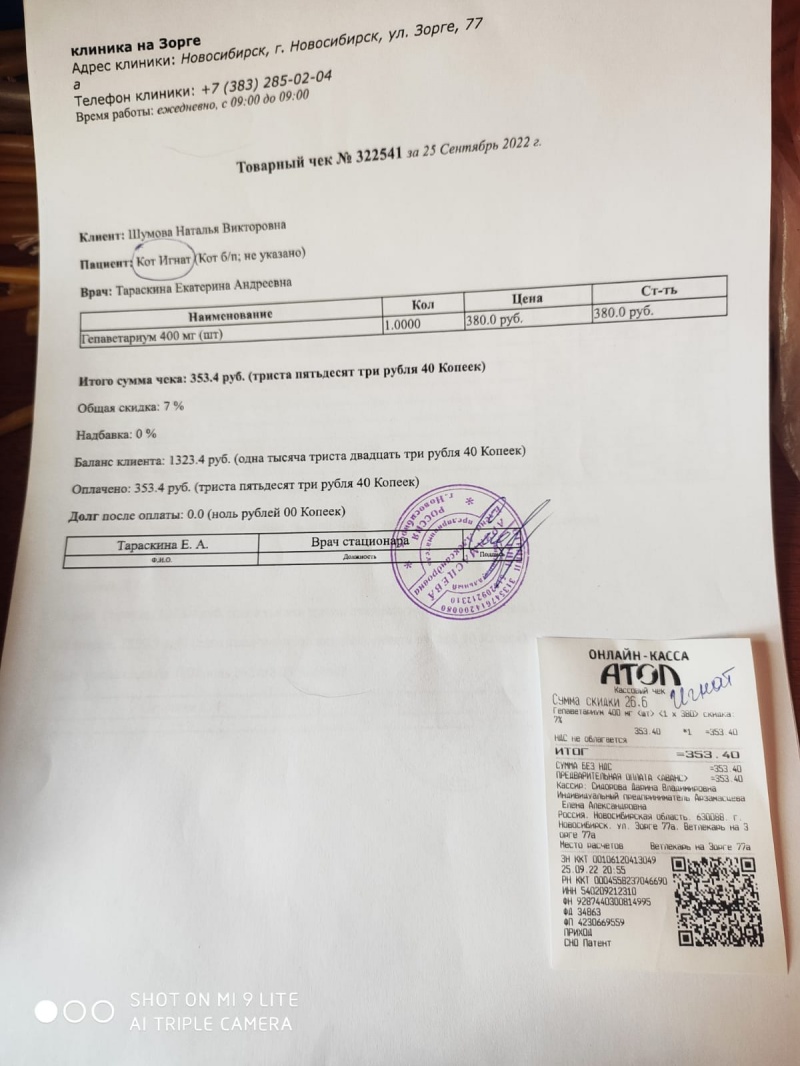 клиника на Зорге
Адрес клиники: Новосибирск, г. Новосибирск, ул. Зорге, 77
а
Телефон клиники: +7 (383) 285-02-04
Время работы: ежедневно, с 09:00 до 09:00
Товарный чек № 322541 за 25 Сентябрь 2022 г.
Клиент: Шумова Наталья Викторовна
Пациент: Кот Игнат (Кот б/п; не указано)
Врач: Тараскина Екатерина Андреевна
Наименование Кол Цена Ст-ть
Гепаветариум 400 мг (шт) 1.0000 380.0 руб. 380.0 руб.
Итого сумма чека: 353.4 руб. (триста пятьдесят три рубля 40 Копеек)
Общая скидка: 7 %
Надбавка: 0 %
Баланс клиента: 1323.4 руб. (одна тысяча триста двадцать три рубля 40 Копеек)
Оплачено: 353.4 руб. (триста пятьдесят три рубля 40 Копеек)
Долг после оплаты: 0.0 (ноль рублей 00 Копеек)
Тараскина Е. А. Врач стационара
Ф.И.О. Должность
РОССИЯ
ОНЛАЙН-КАССА
АТОЛ
Кассовый чек
Игнат
Сумма скидки 26.6
Гепаветариум 400 мг (шт) (1 x 380) скидка:
7%
353.40 *1 =353.40
НДС не облагается
ИТОГ =353.40
СУММА БЕЗ НДС =353.40
ПРЕДВАРИТЕЛЬНАЯ ОПЛАТА (АВАНС) =353.40
Кассир: Сидорова Дарина Владимировна
Индивидуальный предприниматель Арзамасцева
Елена Александровна
Россия, Новосибирская область, 630088, г.
Новосибирск, ул. Зорге 77а, Ветлекарь на З
орге 77а
Место расчетов Ветлекарь на Зорге 77а
ЗН ККТ 00106120413049
25.09.22 20:55
РН ККТ 0004558237046690
ИНН 540209212310
ФН 9287440300814995
ФД 34863
ФП 4230669559
ПРИХОД
СНО Патент
SHOT ON MI 9 LITE
AI TRIPLE CAMERA